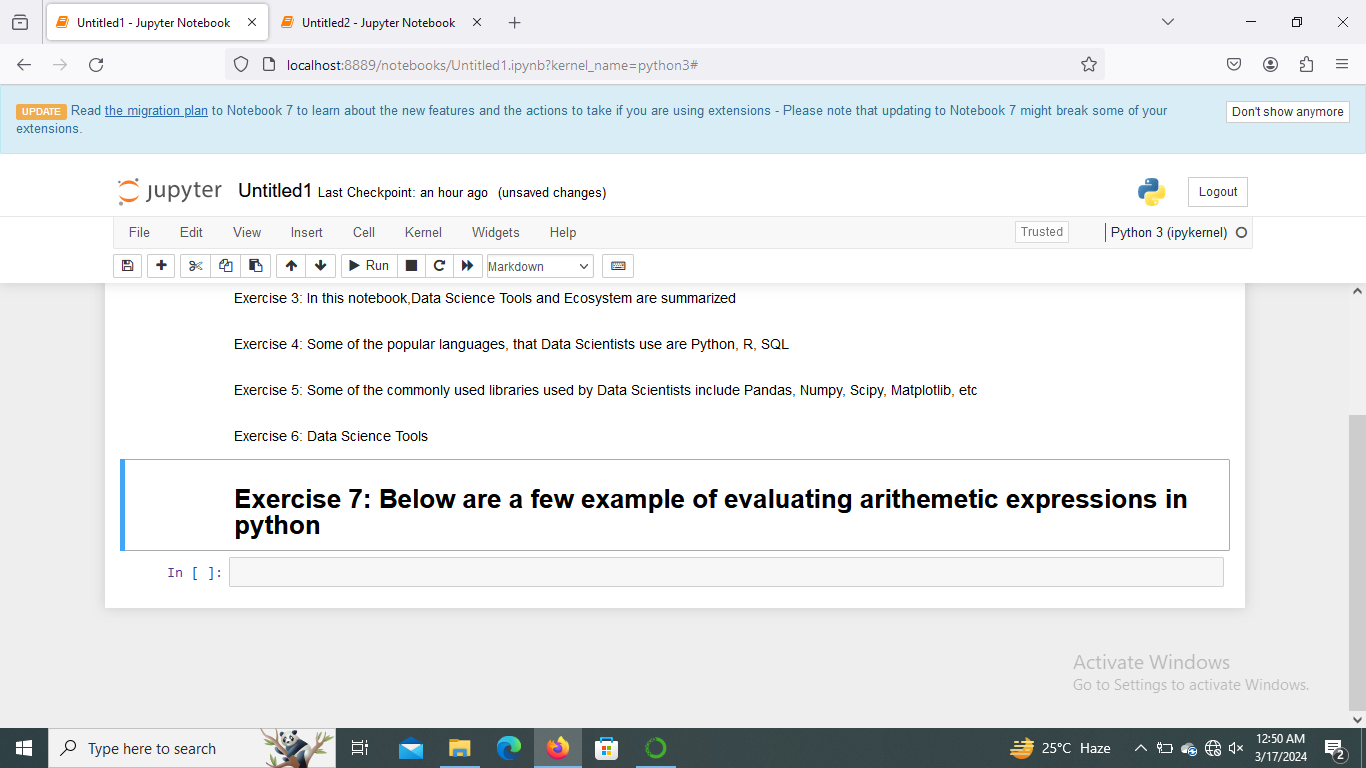 Untitled1 - Jupyter Notebook
Untitled2 - Jupyter Notebook
localhost:8889/notebooks/Untitled1.ipynb?kernel_name=python3#
UPDATE Read the migration plan to Notebook 7 to learn about the new features and the actions to take if you are using extensions - Please note that updating to Notebook 7 might break some of your
extensions.
Don't show anymore
jupyter Untitled1 Last Checkpoint: an hour ago (unsaved changes)
Logout
File Edit View Insert Cell Kernel Widgets Help
Trusted
Python 3 (ipykernel)
Run
Markdown
Exercise 3: In this notebook,Data Science Tools and Ecosystem are summarized
Exercise 4: Some of the popular languages, that Data Scientists use are Python, R, SQL
Exercise 5: Some of the commonly used libraries used by Data Scientists include Pandas, Numpy, Scipy, Matplotlib, etc
Exercise 6: Data Science Tools
Exercise 7: Below are a few example of evaluating arithemetic expressions in
python
In [ ]:
Activate Windows
Go to Settings to activate Windows.
Type here to search
25°C Haze
12:50 AM
3/17/2024
2